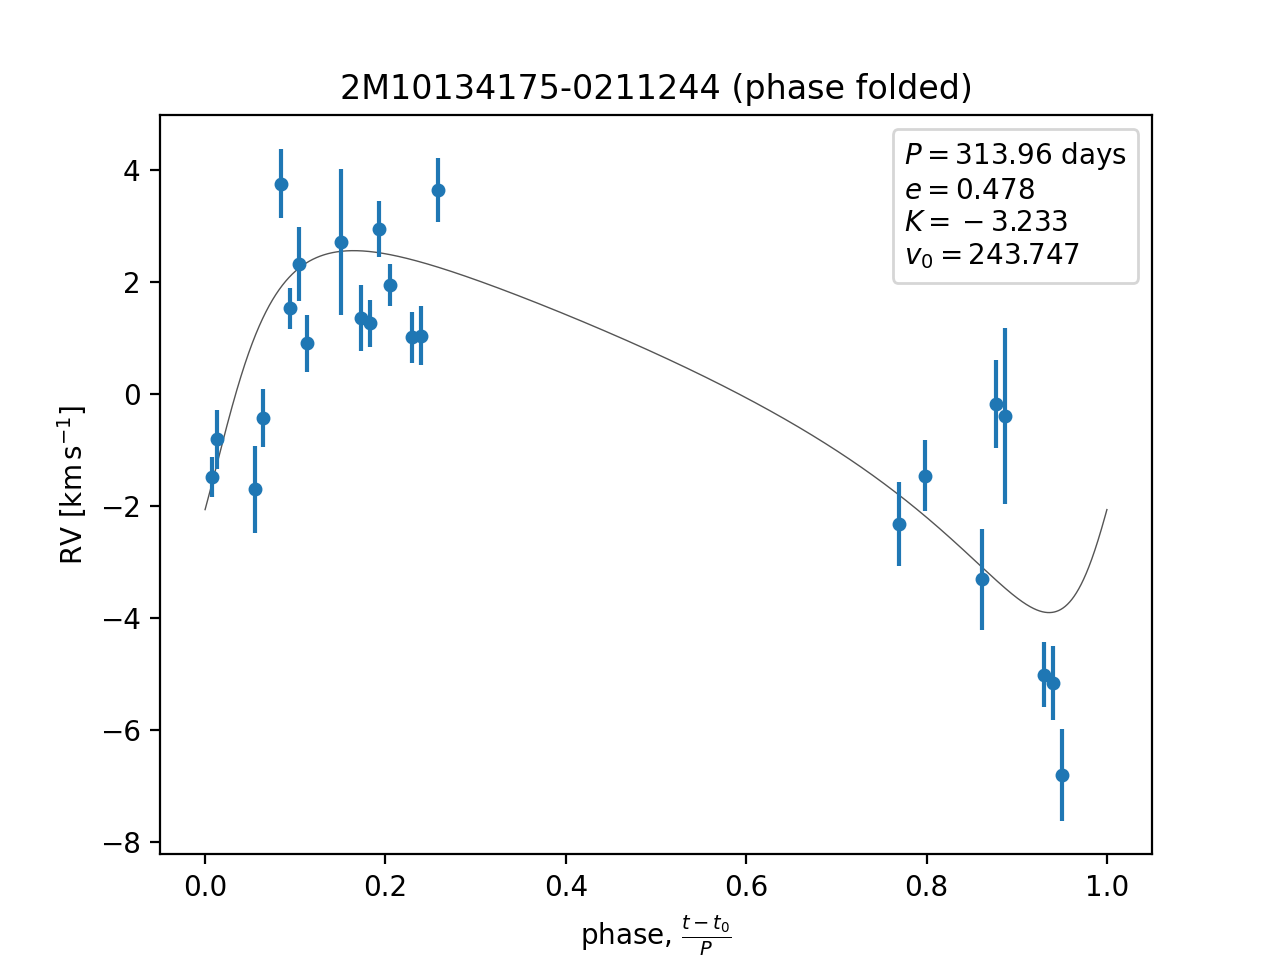 2M10134175-0211244 (phase folded)
P = 313.96 days
e = 0.478
K = −3.233
v₀ = 243.747
4
2
0
−2
−4
−6
−8
RV [km s⁻¹]
0.0 0.2 0.4 0.6 0.8 1.0
phase, (t − t₀)/P